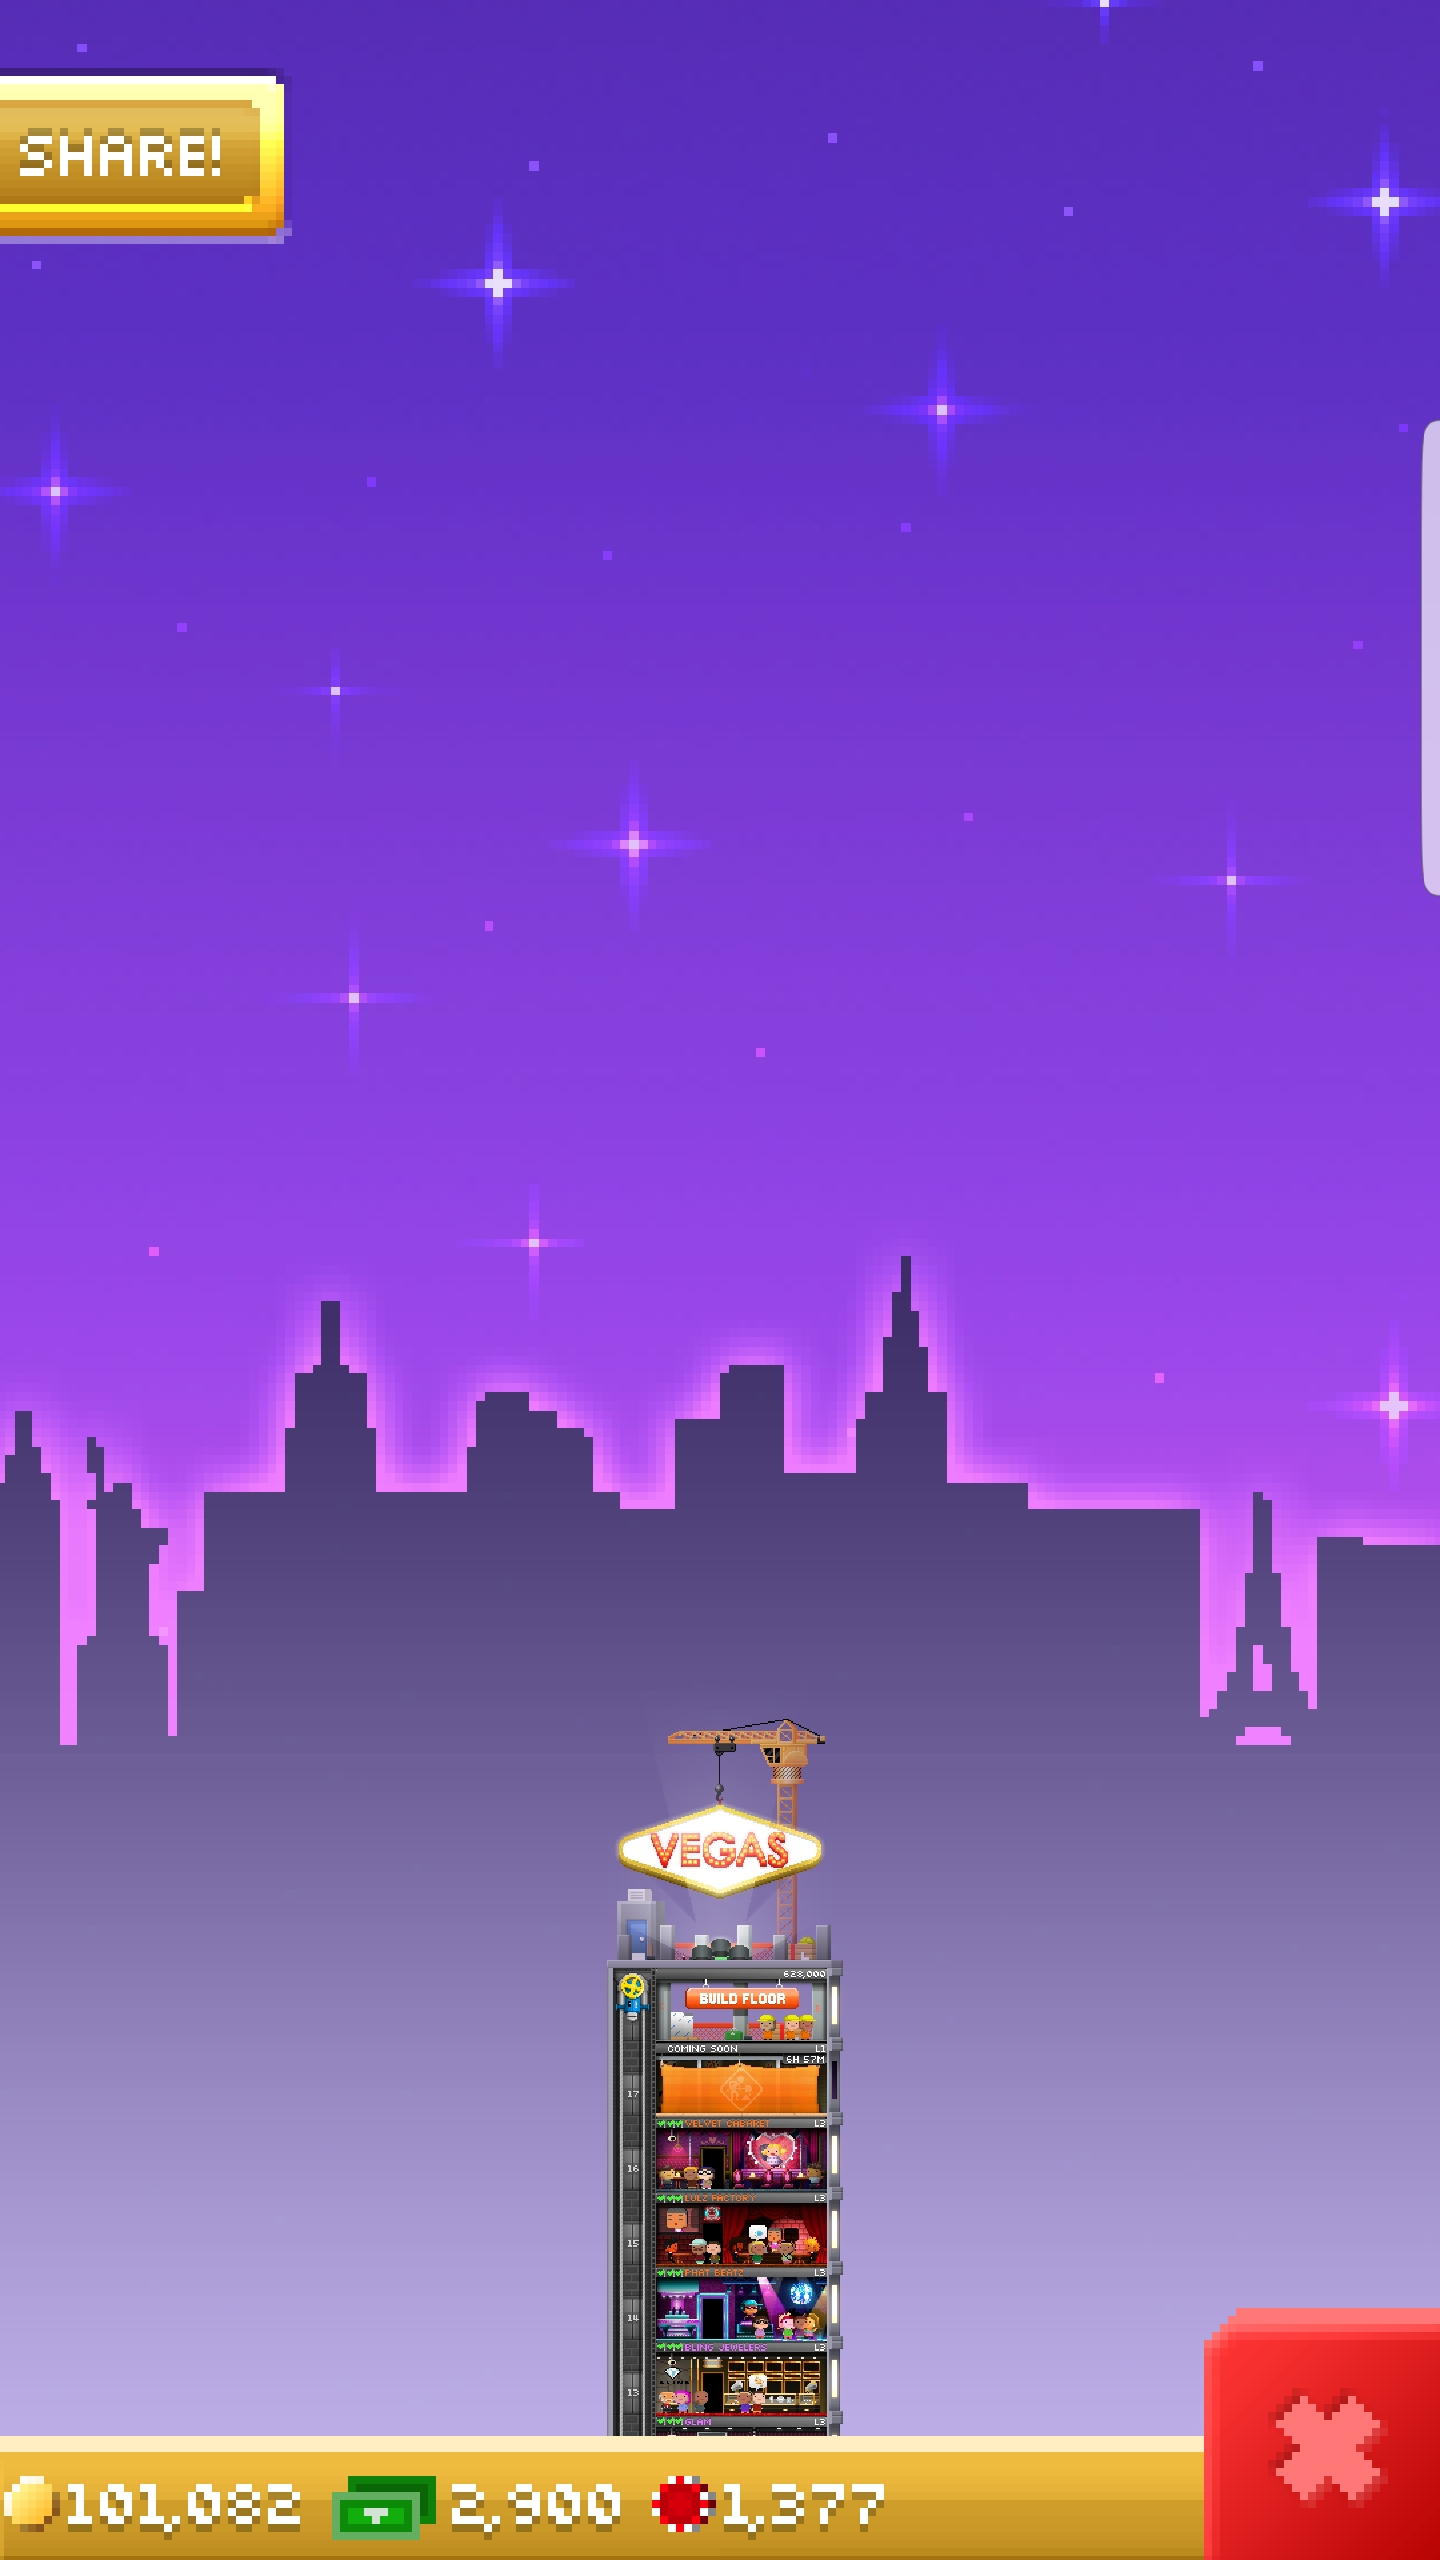 SHARE!
VEGAS
623,000
BUILD FLOOR
COMING SOON L1
6H 57M
17
VELVET CABARET L3
16
LULZ FACTORY L3
15
PHAT BEATZ L3
14
BLING JEWELERS L3
13
GLAM L3
101,082 2,900 1,377